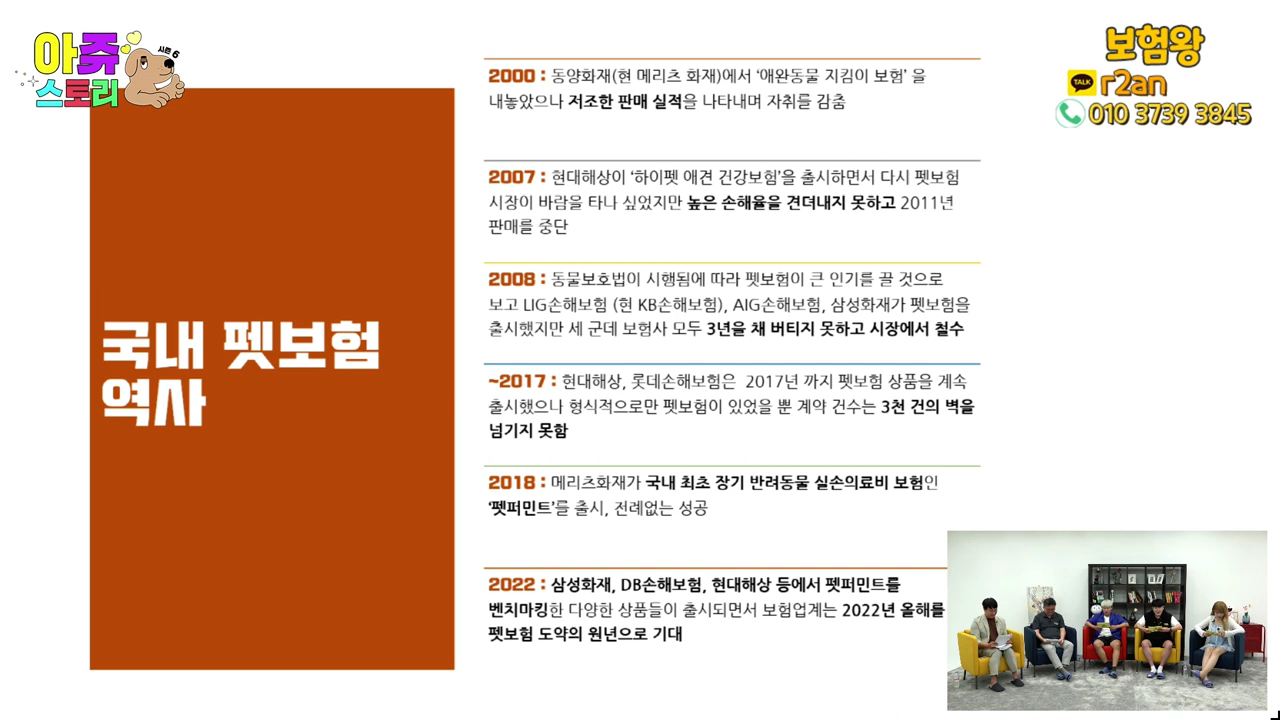 아쥬
시즌 6
스토리
보험왕
TALK
r2an
010 3739 3845
국내 펫보험
역사
2000 : 동양화재(현 메리츠 화재)에서 ‘애완동물 지킴이 보험’ 을
내놓았으나 저조한 판매 실적을 나타내며 자취를 감춤
2007 : 현대해상이 ‘하이펫 애견 건강보험’을 출시하면서 다시 펫보험
시장이 바람을 타나 싶었지만 높은 손해율을 견뎌내지 못하고 2011년
판매를 중단
2008 : 동물보호법이 시행됨에 따라 펫보험이 큰 인기를 끌 것으로
보고 LIG손해보험 (현 KB손해보험), AIG손해보험, 삼성화재가 펫보험을
출시했지만 세 군데 보험사 모두 3년을 채 버티지 못하고 시장에서 철수
~2017 : 현대해상, 롯데손해보험은 2017년 까지 펫보험 상품을 계속
출시했으나 형식적으로만 펫보험이 있었을 뿐 계약 건수는 3천 건의 벽을
넘기지 못함
2018 : 메리츠화재가 국내 최초 장기 반려동물 실손의료비 보험인
‘펫퍼민트’를 출시, 전례없는 성공
2022 : 삼성화재, DB손해보험, 현대해상 등에서 펫퍼민트를
벤치마킹한 다양한 상품들이 출시되면서 보험업계는 2022년 올해를
펫보험 도약의 원년으로 기대